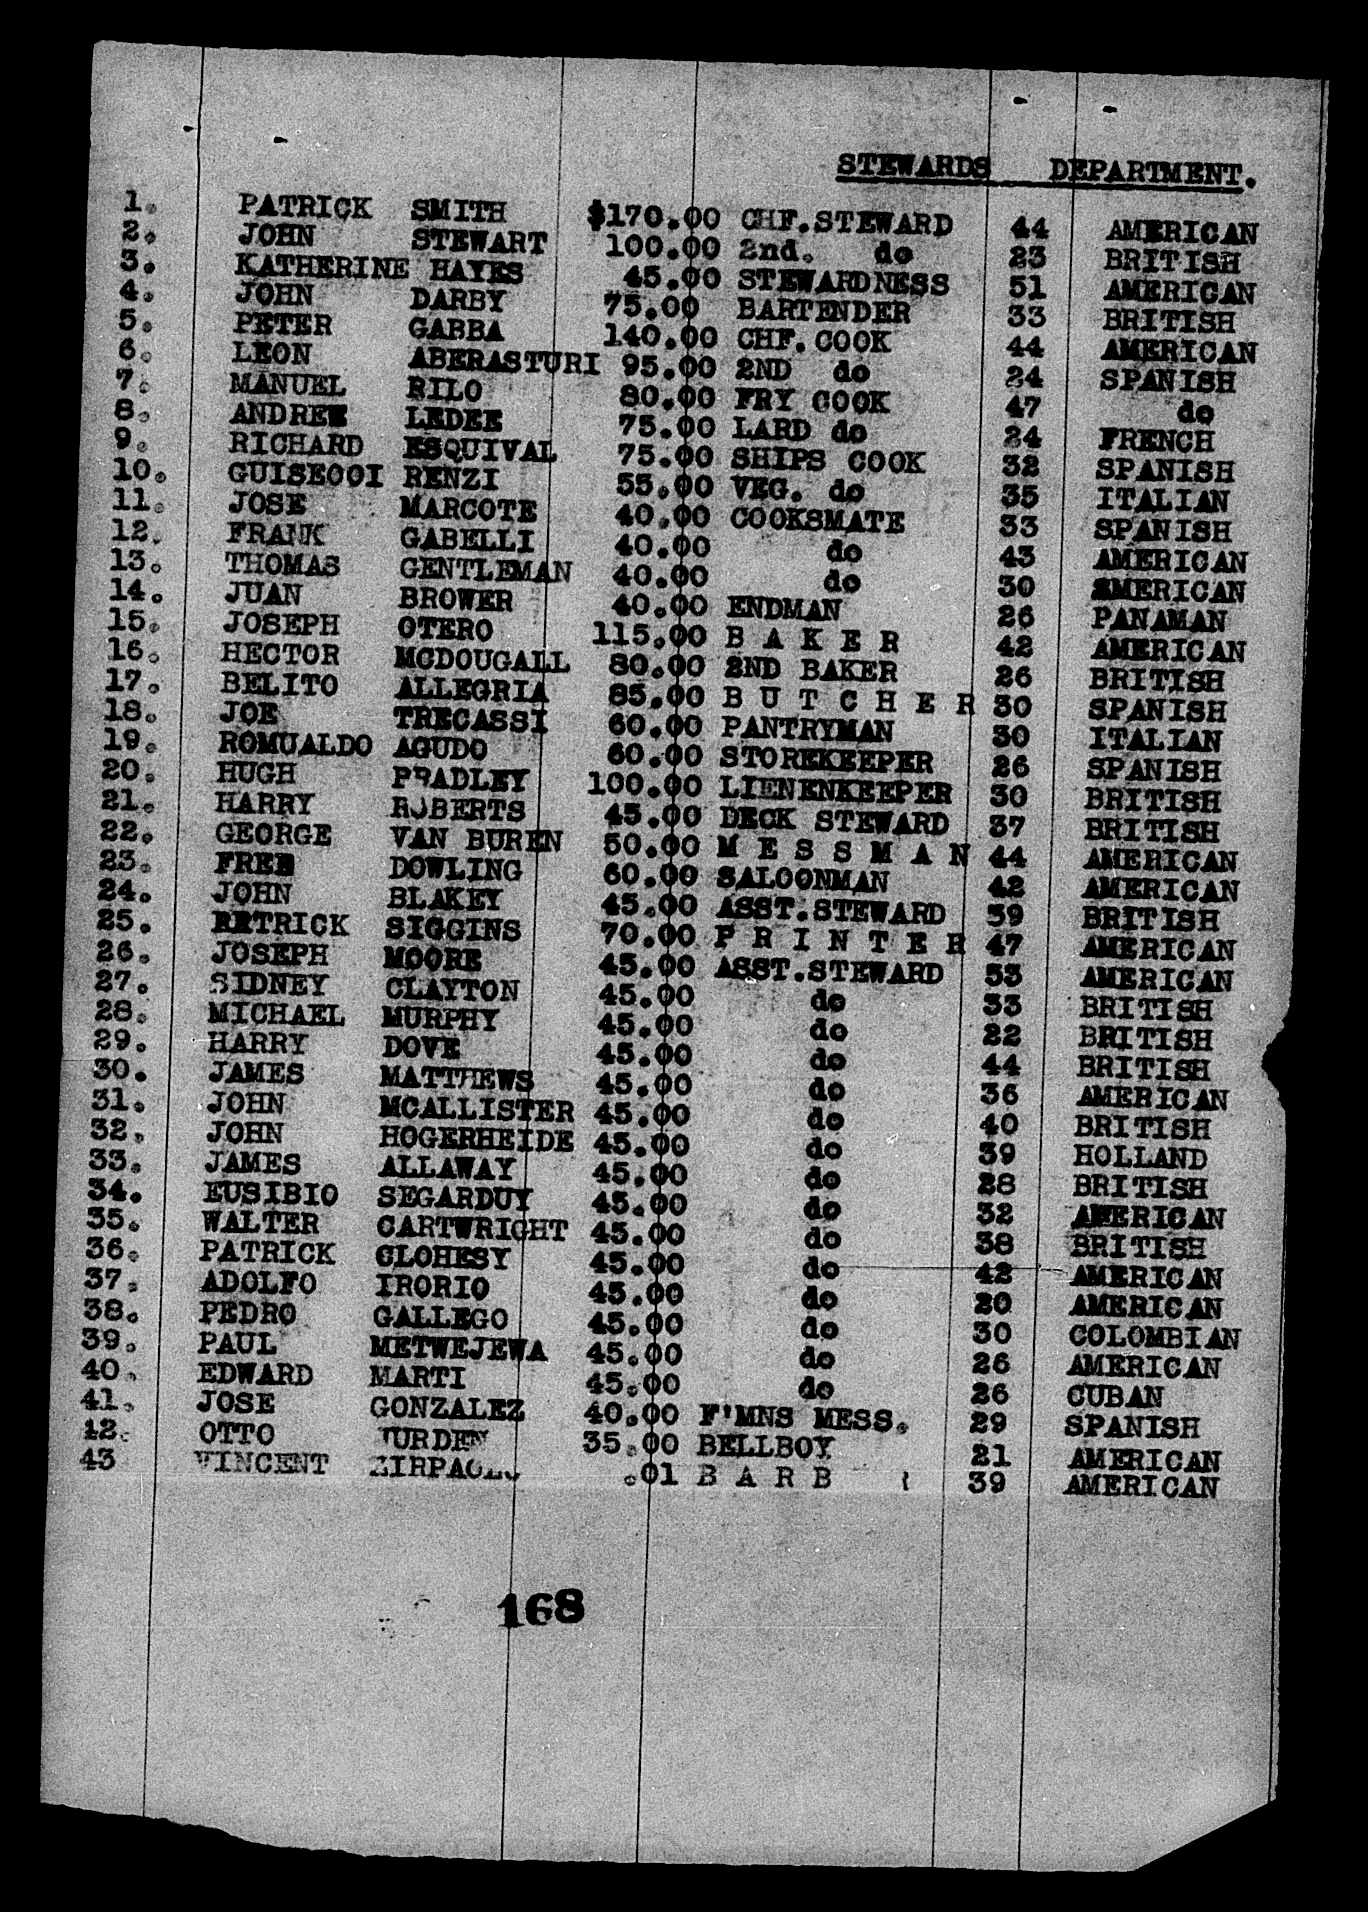 STEWARDS DEPARTMENT.
1. PATRICK SMITH $170.00 CHF.STEWARD 44 AMERICAN
2. JOHN STEWART 100.00 2nd. do 23 BRITISH
3. KATHERINE HAYES 45.00 STEWARDNESS 51 AMERICAN
4. JOHN DARBY 75.00 BARTENDER 33 BRITISH
5. PETER GABBA 140.00 CHF.COOK 44 AMERICAN
6. LEON ABERASTURI 95.00 2ND do 24 SPANISH
7. MANUEL RILO 80.00 FRY COOK 47 do
8. ANDREW LEDEE 75.00 LARD do 24 FRENCH
9. RICHARD ESQUIVAL 75.00 SHIPS COOK 32 SPANISH
10. GUISEOOI RENZI 55.00 VEG. do 35 ITALIAN
11. JOSE MARCOTE 40.00 COOKSMATE 33 SPANISH
12. FRANK GABELLI 40.00 do 43 AMERICAN
13. THOMAS GENTLEMAN 40.00 do 30 AMERICAN
14. JUAN BROWER 40.00 ENDMAN 26 PANAMAN
15. JOSEPH OTERO 115.00 B A K E R 42 AMERICAN
16. HECTOR MCDOUGALL 80.00 2ND BAKER 26 BRITISH
17. BELITO ALLEGRIA 85.00 B U T C H E R 30 SPANISH
18. JOE TRECASSI 60.00 PANTRYMAN 30 ITALIAN
19. ROMUALDO AGUDO 60.00 STOREKEEPER 26 SPANISH
20. HUGH BRADLEY 100.00 LIENENKEEPER 30 BRITISH
21. HARRY ROBERTS 45.00 DECK STEWARD 37 BRITISH
22. GEORGE VAN BUREN 50.00 M E S S M A N 44 AMERICAN
23. FRED DOWLING 60.00 SALOONMAN 42 AMERICAN
24. JOHN BLAKEY 45.00 ASST.STEWARD 39 BRITISH
25. PETRICK SIGGINS 70.00 P R I N T E R 47 AMERICAN
26. JOSEPH MOORE 45.00 ASST.STEWARD 53 AMERICAN
27. SIDNEY CLAYTON 45.00 do 33 BRITISH
28. MICHAEL MURPHY 45.00 do 22 BRITISH
29. HARRY DOVE 45.00 do 44 BRITISH
30. JAMES MATTHEWS 45.00 do 36 AMERICAN
31. JOHN MCALLISTER 45.00 do 40 BRITISH
32. JOHN HOGERHEIDE 45.00 do 39 HOLLAND
33. JAMES ALLAWAY 45.00 do 28 BRITISH
34. EUSIBIO SEGARDUY 45.00 do 32 AMERICAN
35. WALTER CARTWRIGHT 45.00 do 38 BRITISH
36. PATRICK CLOHESY 45.00 do 42 AMERICAN
37. ADOLFO IRORIO 45.00 do 20 AMERICAN
38. PEDRO GALLEGO 45.00 do 30 COLOMBIAN
39. PAUL METWEJEWA 45.00 do 26 AMERICAN
40. EDWARD MARTI 45.00 do 26 CUBAN
41. JOSE GONZALEZ 40.00 F'MNS MESS. 29 SPANISH
42. OTTO JURDEN 35.00 BELLBOY 21 AMERICAN
43 VINCENT .01 B A R B 39 AMERICAN
168